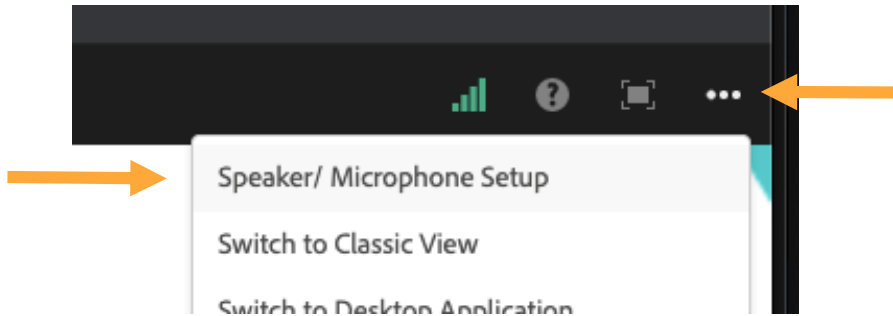 Speaker/ Microphone Setup
Switch to Classic View
Switch to Desktop Application